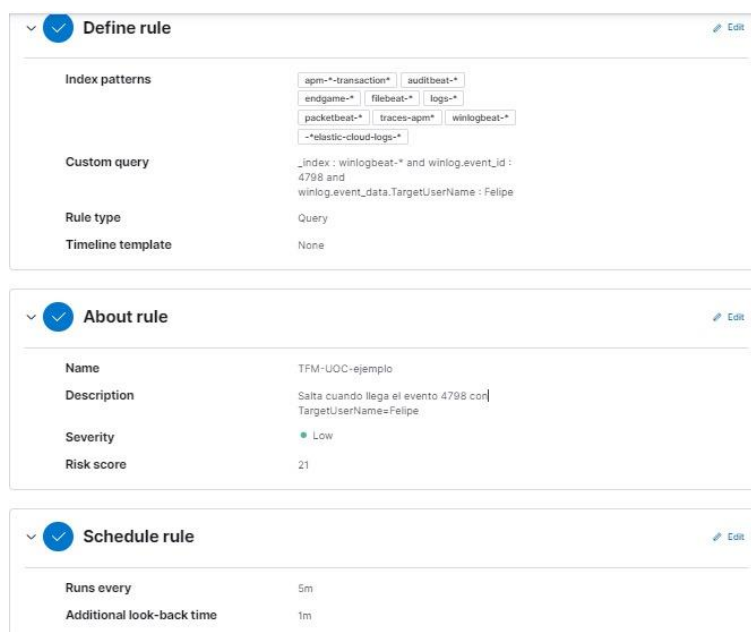 Define rule
Edit
Index patterns
apm-*-transaction* auditbeat-*
endgame-* filebeat-* logs-*
packetbeat-* traces-apm* winlogbeat-*
-*elastic-cloud-logs-*
Custom query
_index : winlogbeat-* and winlog.event_id :
4798 and
winlog.event_data.TargetUserName : Felipe
Rule type
Query
Timeline template
None
About rule
Edit
Name
TFM-UOC-ejemplo
Description
Salta cuando llega el evento 4798 con
TargetUserName=Felipe
Severity
Low
Risk score
21
Schedule rule
Edit
Runs every
5m
Additional look-back time
1m